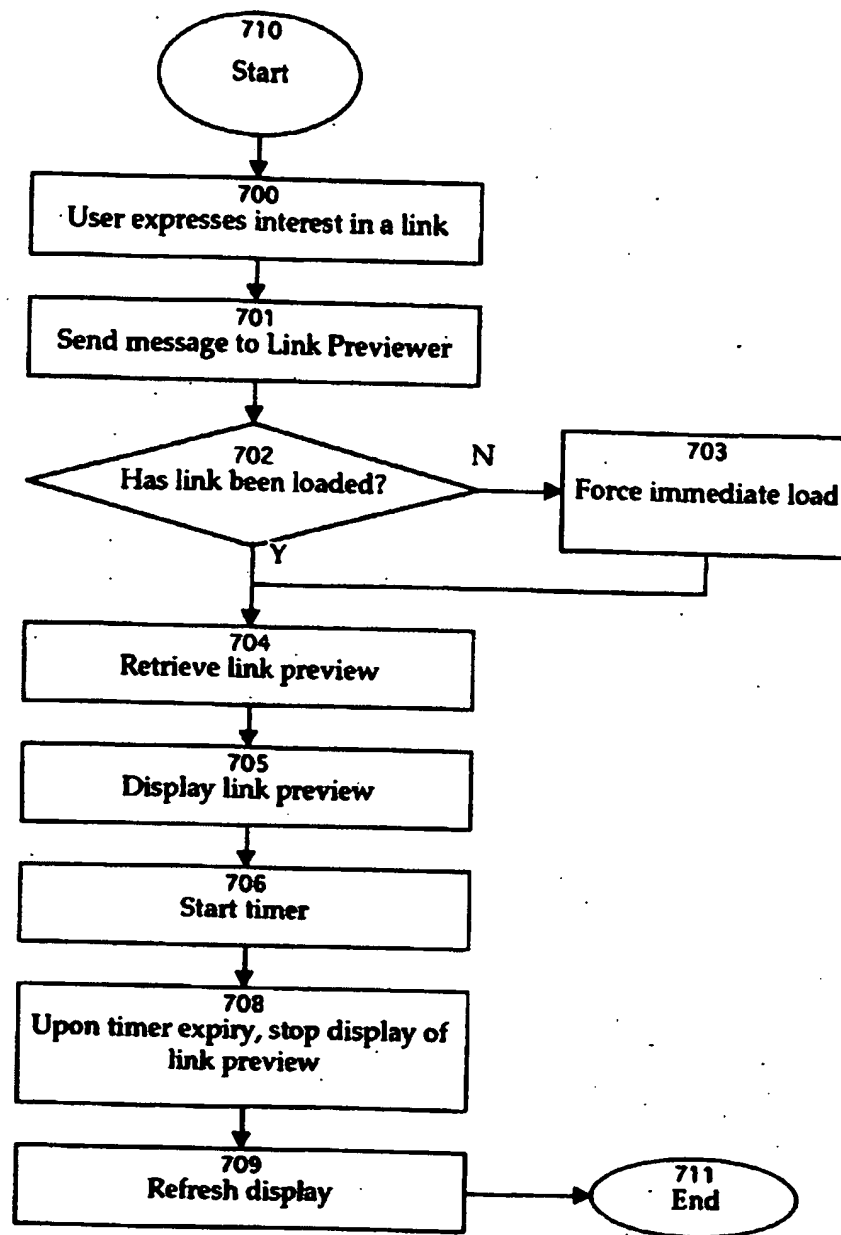 710
Start
700
User expresses interest in a link
701
Send message to Link Previewer
702
Has link been loaded?
N
703
Force immediate load
Y
704
Retrieve link preview
705
Display link preview
706
Start timer
708
Upon timer expiry, stop display of
link preview
709
Refresh display
711
End